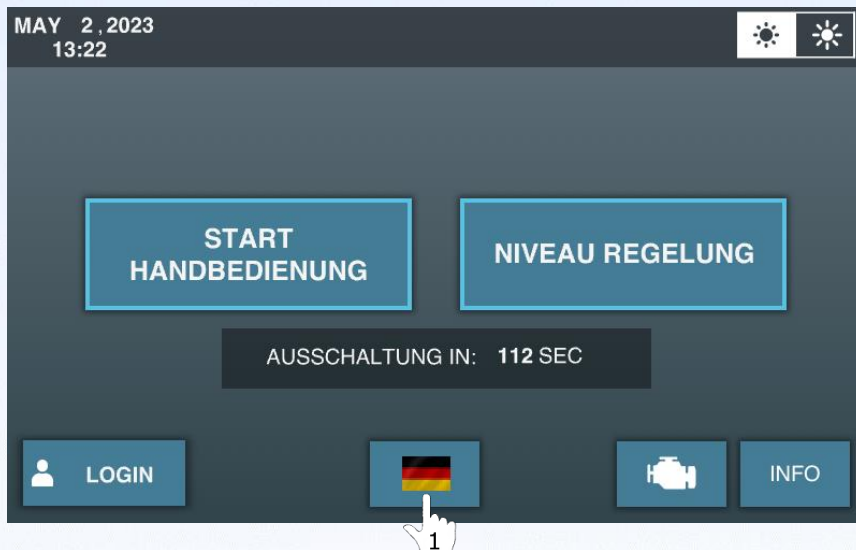 MAY 2,2023
13:22
START
HANDBEDIENUNG
NIVEAU REGELUNG
AUSSCHALTUNG IN: 112 SEC
LOGIN
INFO
1